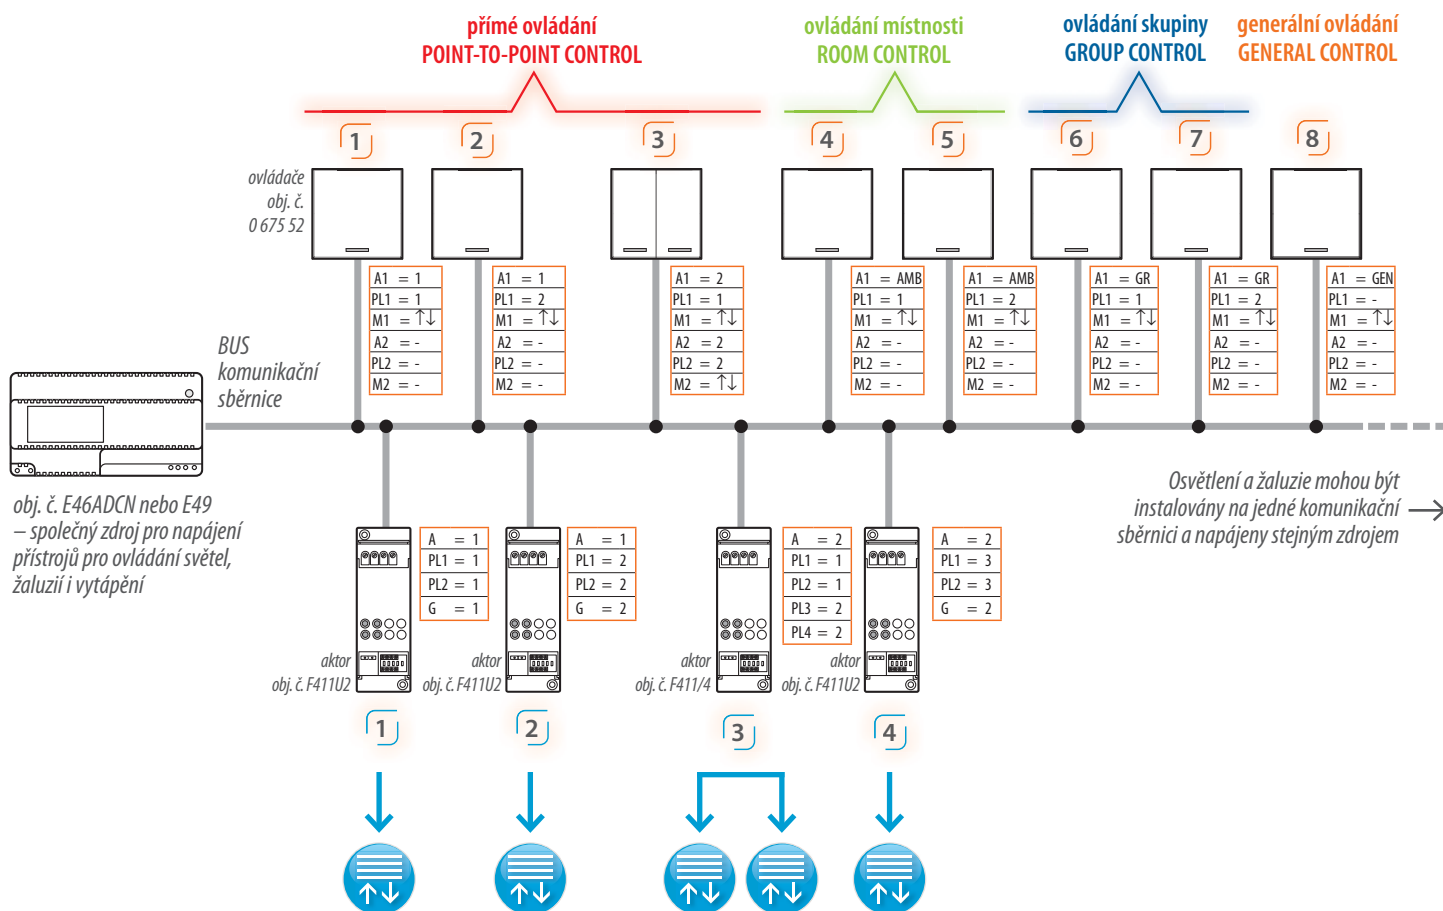 přímé ovládání
POINT-TO-POINT CONTROL
ovládání místnosti
ROOM CONTROL
ovládání skupiny
GROUP CONTROL
generální ovládání
GENERAL CONTROL
1
2
3
4
5
6
7
8
ovládače
obj. č.
0 675 52
A1 = 1
PL1 = 1
M1 = ↑↓
A2 = -
PL2 = -
M2 = -
A1 = 1
PL1 = 2
M1 = ↑↓
A2 = -
PL2 = -
M2 = -
A1 = 2
PL1 = 1
M1 = ↑↓
A2 = 2
PL2 = 2
M2 = ↑↓
A1 = AMB
PL1 = 1
M1 = ↑↓
A2 = -
PL2 = -
M2 = -
A1 = AMB
PL1 = 2
M1 = ↑↓
A2 = -
PL2 = -
M2 = -
A1 = GR
PL1 = 1
M1 = ↑↓
A2 = -
PL2 = -
M2 = -
A1 = GR
PL1 = 2
M1 = ↑↓
A2 = -
PL2 = -
M2 = -
A1 = GEN
PL1 = -
M1 = ↑↓
A2 = -
PL2 = -
M2 = -
BUS
komunikační
sběrnice
obj. č. E46ADCN nebo E49
– společný zdroj pro napájení
přístrojů pro ovládání světel,
žaluzií i vytápění
Osvětlení a žaluzie mohou být
instalovány na jedné komunikační
sběrnici a napájeny stejným zdrojem
A = 1
PL1 = 1
PL2 = 1
G = 1
A = 1
PL1 = 2
PL2 = 2
G = 2
A = 2
PL1 = 1
PL2 = 1
PL3 = 2
PL4 = 2
A = 2
PL1 = 3
PL2 = 3
G = 2
aktor
obj. č. F411U2
aktor
obj. č. F411U2
aktor
obj. č. F411/4
aktor
obj. č. F411U2
1
2
3
4